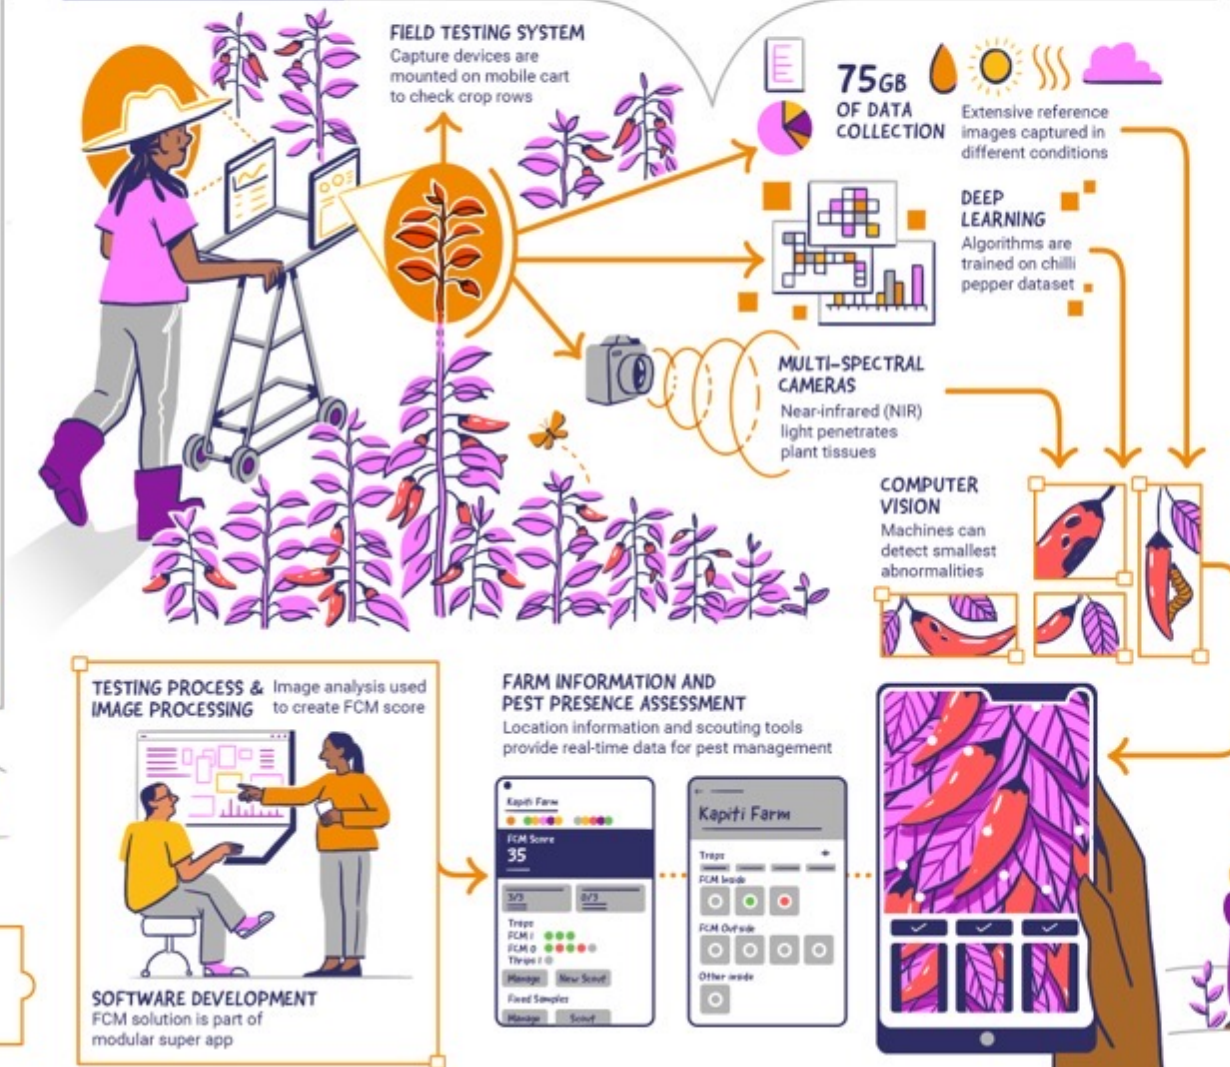 FIELD TESTING SYSTEM
Capture devices are
mounted on mobile cart
to check crop rows
75GB
OF DATA
COLLECTION
Extensive reference
images captured in
different conditions
DEEP
LEARNING
Algorithms are
trained on chilli
pepper dataset
MULTI-SPECTRAL
CAMERAS
Near-infrared (NIR)
light penetrates
plant tissues
COMPUTER
VISION
Machines can
detect smallest
abnormalities
TESTING PROCESS &
IMAGE PROCESSING
Image analysis used
to create FCM score
SOFTWARE DEVELOPMENT
FCM solution is part of
modular super app
FARM INFORMATION AND
PEST PRESENCE ASSESSMENT
Location information and scouting tools
provide real-time data for pest management
Kapiti Farm
FCM Score
35
3/3
0/3
Traps
FCM I
FCM O
Thrips I
Manage
New Scout
Fixed Samples
Manage
Scout
Kapiti Farm
Traps
+
FCM Inside
FCM Outside
Other inside